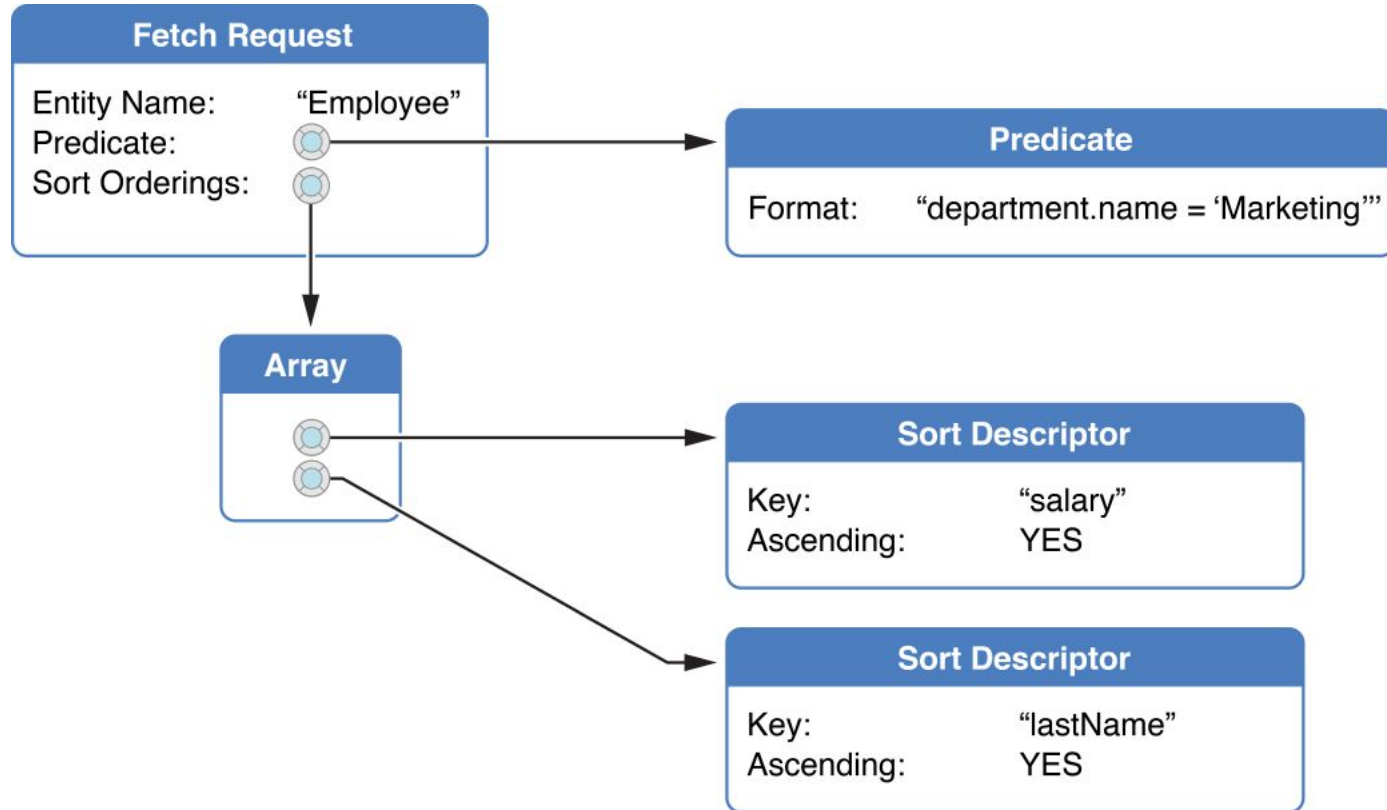 Fetch Request
Entity Name: “Employee”
Predicate:
Sort Orderings:
Predicate
Format: “department.name = ‘Marketing’”
Array
Sort Descriptor
Key: “salary”
Ascending: YES
Sort Descriptor
Key: “lastName”
Ascending: YES